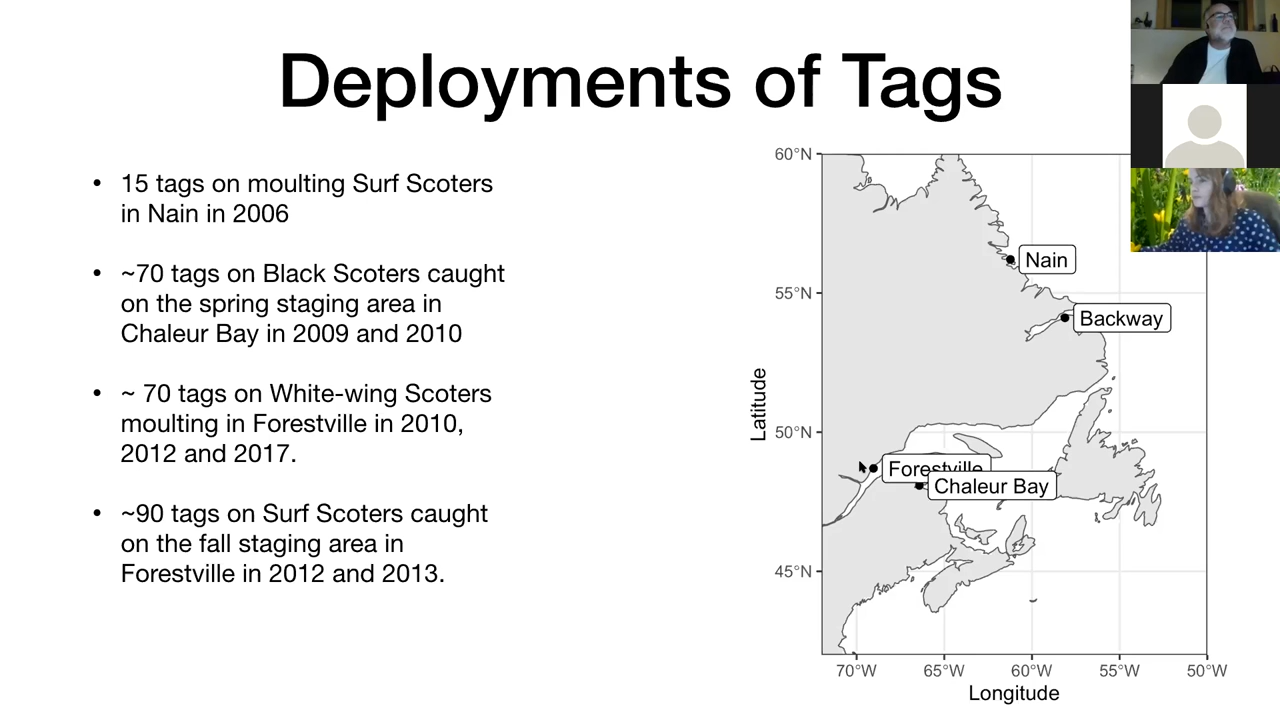 Deployments of Tags
• 15 tags on moulting Surf Scoters
in Nain in 2006
• ~70 tags on Black Scoters caught
on the spring staging area in
Chaleur Bay in 2009 and 2010
• ~ 70 tags on White-wing Scoters
moulting in Forestville in 2010,
2012 and 2017.
• ~90 tags on Surf Scoters caught
on the fall staging area in
Forestville in 2012 and 2013.
60°N
Nain
55°N
Backway
Latitude
50°N
Forestville
Chaleur Bay
45°N
70°W 65°W 60°W 55°W 50°W
Longitude